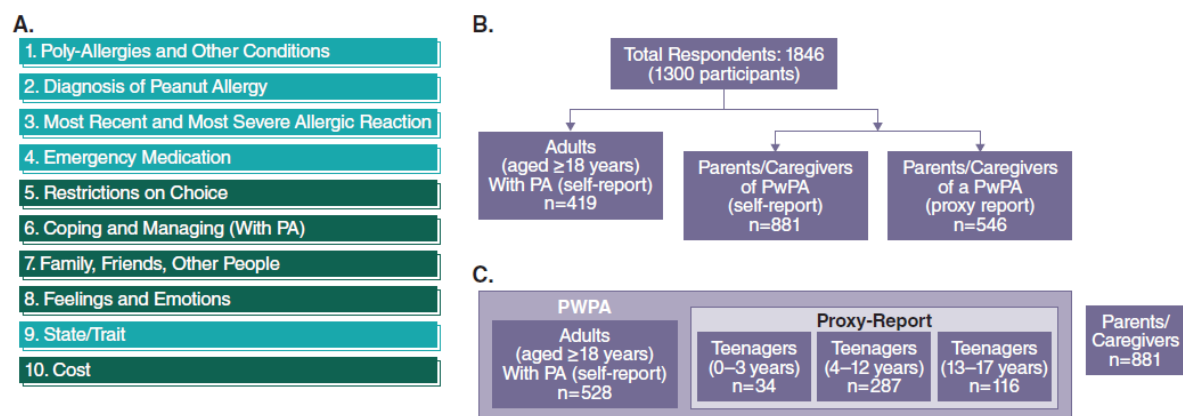 A.
1. Poly-Allergies and Other Conditions
2. Diagnosis of Peanut Allergy
3. Most Recent and Most Severe Allergic Reaction
4. Emergency Medication
5. Restrictions on Choice
6. Coping and Managing (With PA)
7. Family, Friends, Other People
8. Feelings and Emotions
9. State/Trait
10. Cost
B.
Total Respondents: 1846
(1300 participants)
Adults
(aged ≥18 years)
With PA (self-report)
n=419
Parents/Caregivers
of PwPA
(self-report)
n=881
Parents/Caregivers
of a PwPA
(proxy report)
n=546
C.
PWPA
Adults
(aged ≥18 years)
With PA (self-report)
n=528
Proxy-Report
Teenagers
(0–3 years)
n=34
Teenagers
(4–12 years)
n=287
Teenagers
(13–17 years)
n=116
Parents/
Caregivers
n=881